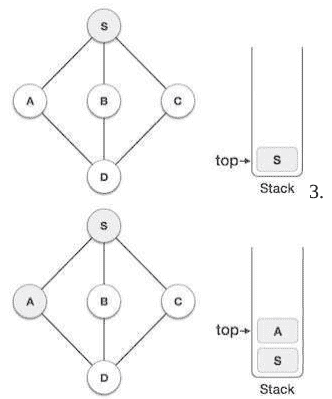 S
A B C
D
top→ S
Stack 3.
S
A B C
D
top→ A
S
Stack